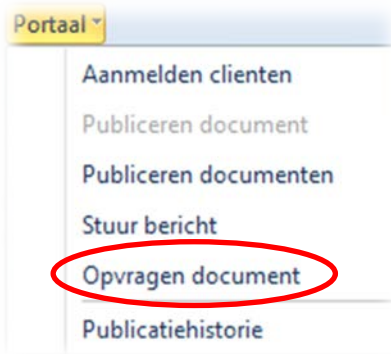 Portaal
Aanmelden clienten
Publiceren document
Publiceren documenten
Stuur bericht
Opvragen document
Publicatiehistorie